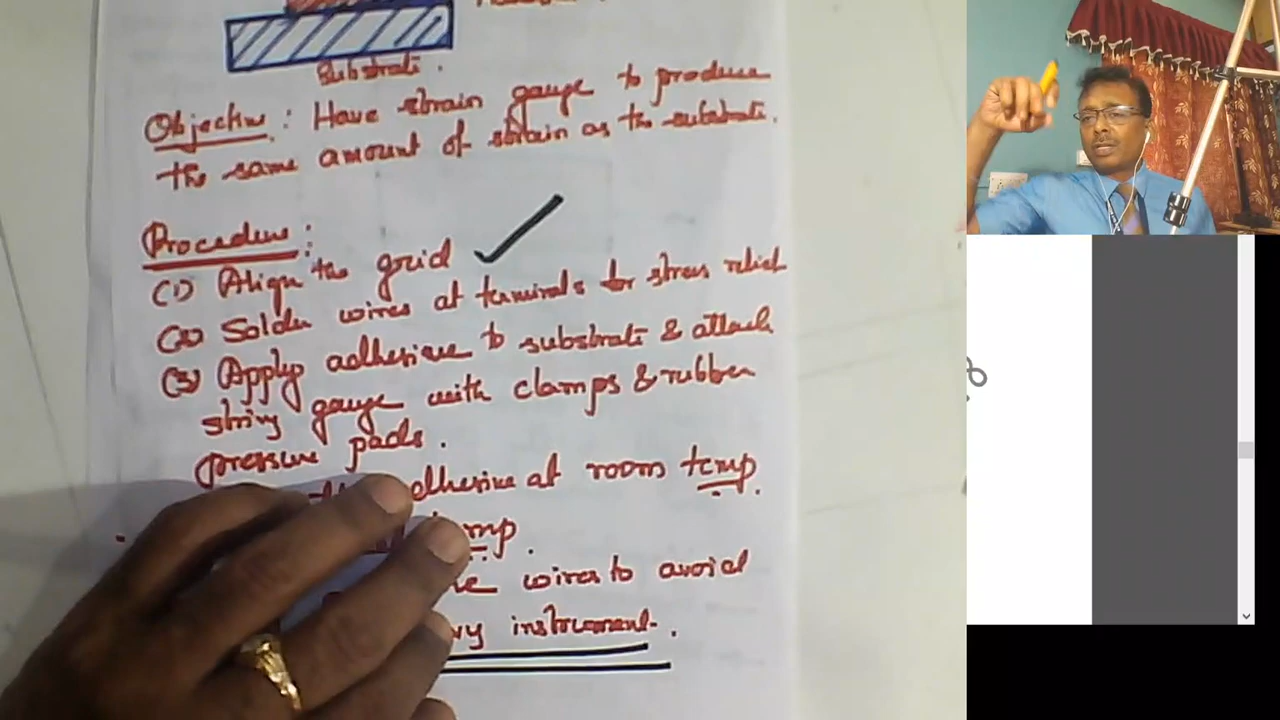 Substrate.
Objective: Have strain gauge to produce
the same amount of strain as the substrate.
Procedure:
(1) Align the grid
(2) Solder wires at terminals for stress relief
(3) Apply adhesive to substrate & attach
string gauge with clamps & rubber
pressure pads.
adhesive at room temp
temp.
wires to avoid
instrument.